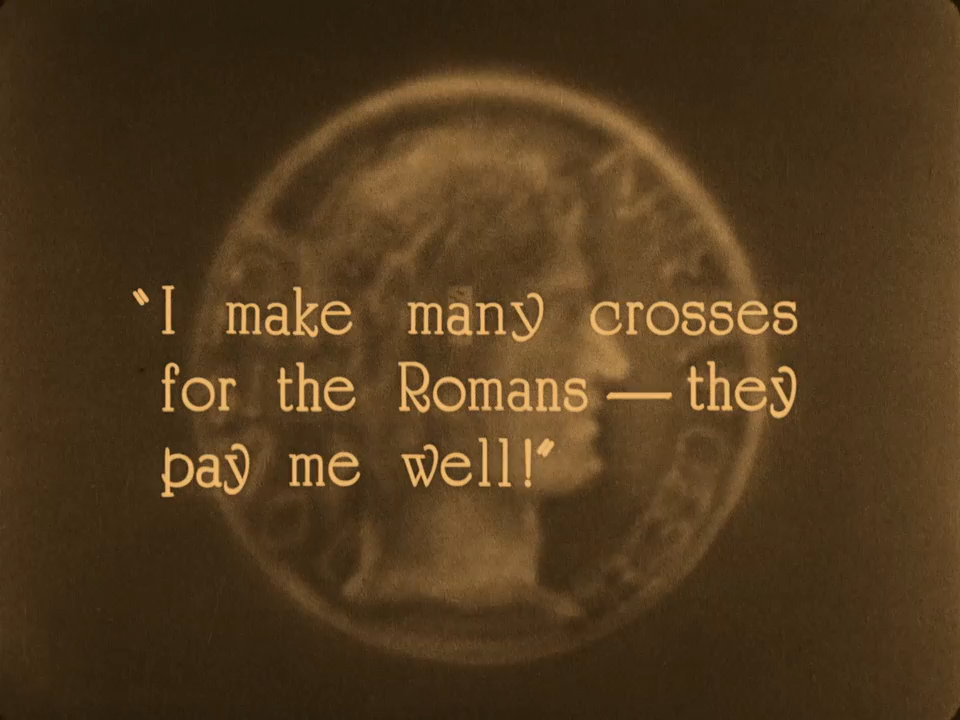 "I make many crosses
for the Romans — they
pay me well!"